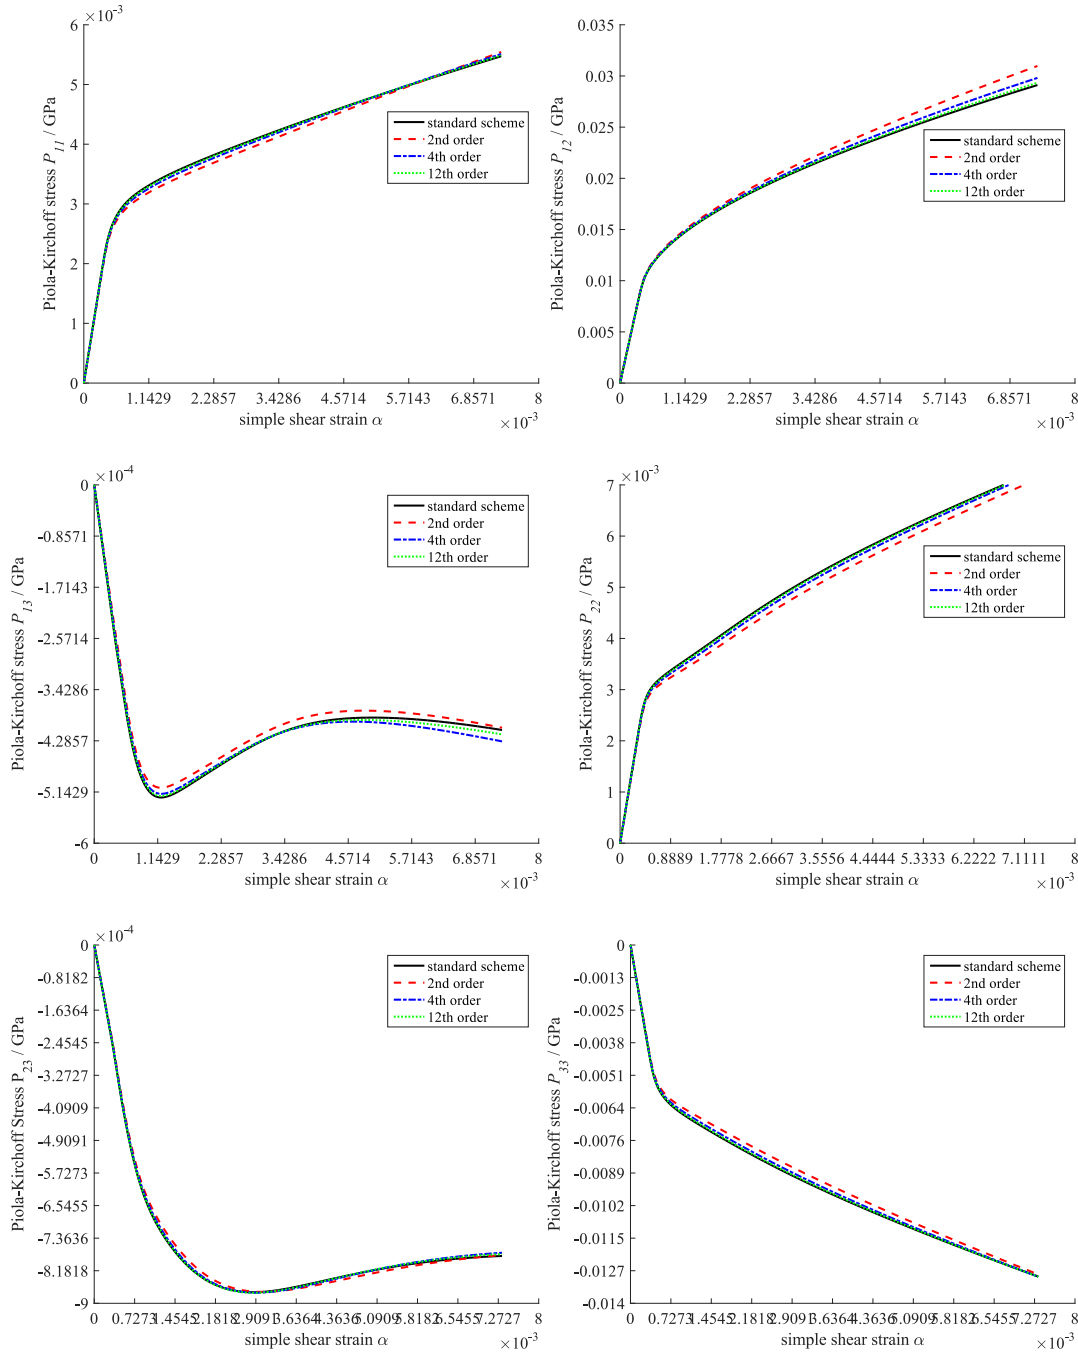 ×10⁻³
6
5
4
3
2
1
0
Piola-Kirchoff stress P₁₁ / GPa
standard scheme
2nd order
4th order
12th order
0 1.1429 2.2857 3.4286 4.5714 5.7143 6.8571 8
simple shear strain α
×10⁻³
0.035
0.03
0.025
0.02
0.015
0.01
0.005
0
Piola-Kirchoff stress P₁₂ / GPa
standard scheme
2nd order
4th order
12th order
0 1.1429 2.2857 3.4286 4.5714 5.7143 6.8571 8
simple shear strain α
×10⁻³
×10⁻⁴
0
-0.8571
-1.7143
-2.5714
-3.4286
-4.2857
-5.1429
-6
Piola-Kirchoff stress P₁₃ / GPa
standard scheme
2nd order
4th order
12th order
0 1.1429 2.2857 3.4286 4.5714 5.7143 6.8571 8
simple shear strain α
×10⁻³
×10⁻³
7
6
5
4
3
2
1
0
Piola-Kirchoff stress P₂₂ / GPa
standard scheme
2nd order
4th order
12th order
0 0.8889 1.7778 2.6667 3.5556 4.4444 5.3333 6.2222 7.1111 8
simple shear strain α
×10⁻³
×10⁻⁴
0
-0.8182
-1.6364
-2.4545
-3.2727
-4.0909
-4.9091
-5.7273
-6.5455
-7.3636
-8.1818
-9
Piola-Kirchoff Stress P₂₃ / GPa
standard scheme
2nd order
4th order
12th order
0 0.7273 1.4545 2.1818 2.9091 3.6364 4.3636 5.0909 5.8182 6.5455 7.2727 8
simple shear strain α
×10⁻³
0
-0.0013
-0.0025
-0.0038
-0.0051
-0.0064
-0.0076
-0.0089
-0.0102
-0.0115
-0.0127
-0.014
Piola-Kirchoff stress P₃₃ / GPa
standard scheme
2nd order
4th order
12th order
0 0.7273 1.4545 2.1818 2.9091 3.6364 4.3636 5.0909 5.8182 6.5455 7.2727 8
simple shear strain α
×10⁻³